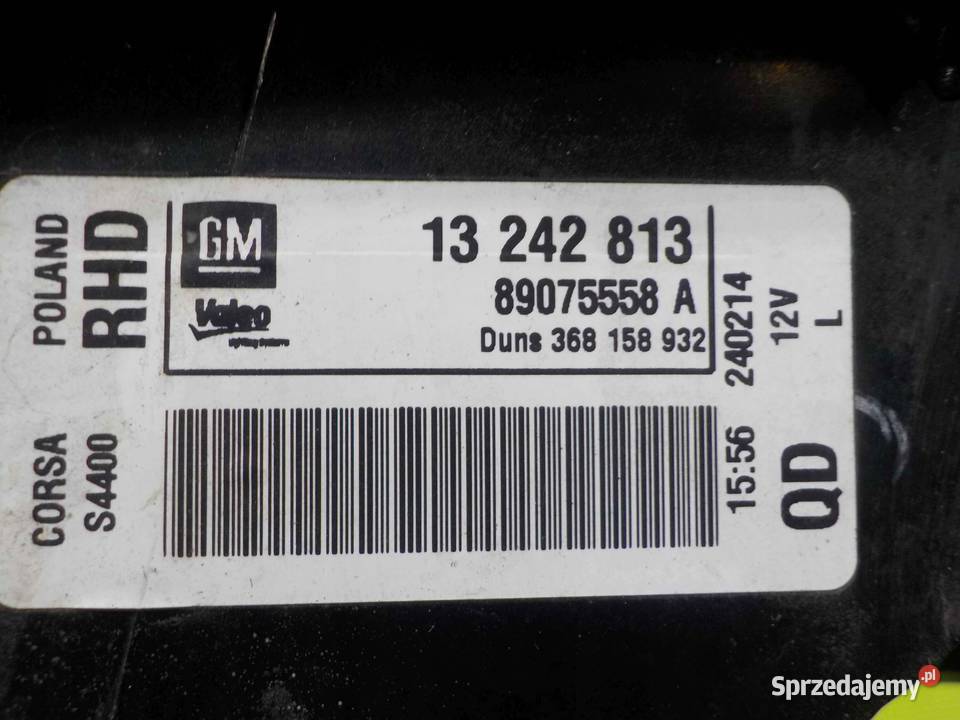 POLAND
RHD
GM
Valeo
13 242 813
89075558 A
Duns 368 158 932
240214
12V
L
CORSA
S4400
15:56
QD
Sprzedajemy.pl